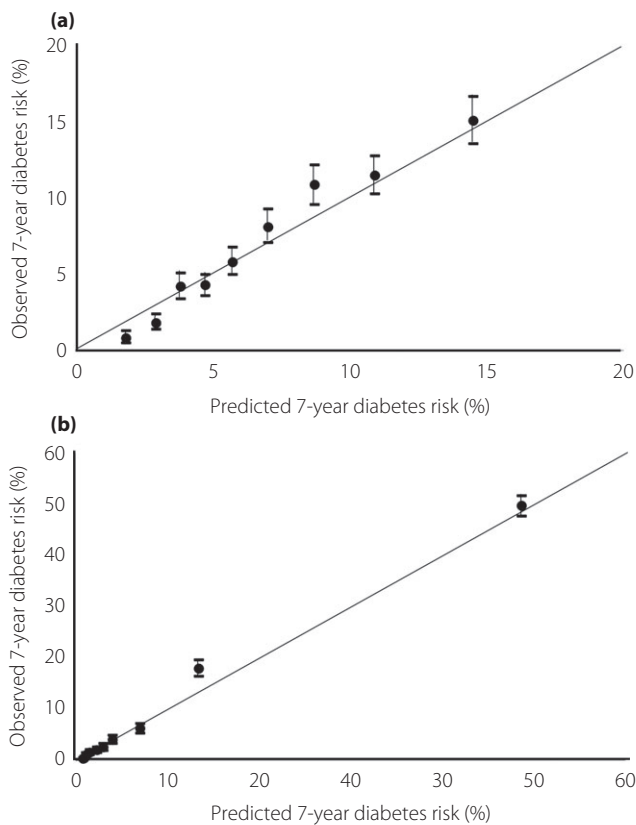 (a)
20
15
10
5
0
Observed 7-year diabetes risk (%)
0 5 10 15 20
Predicted 7-year diabetes risk (%)
(b)
60
50
40
30
20
10
0
Observed 7-year diabetes risk (%)
0 10 20 40 30 50 60
Predicted 7-year diabetes risk (%)